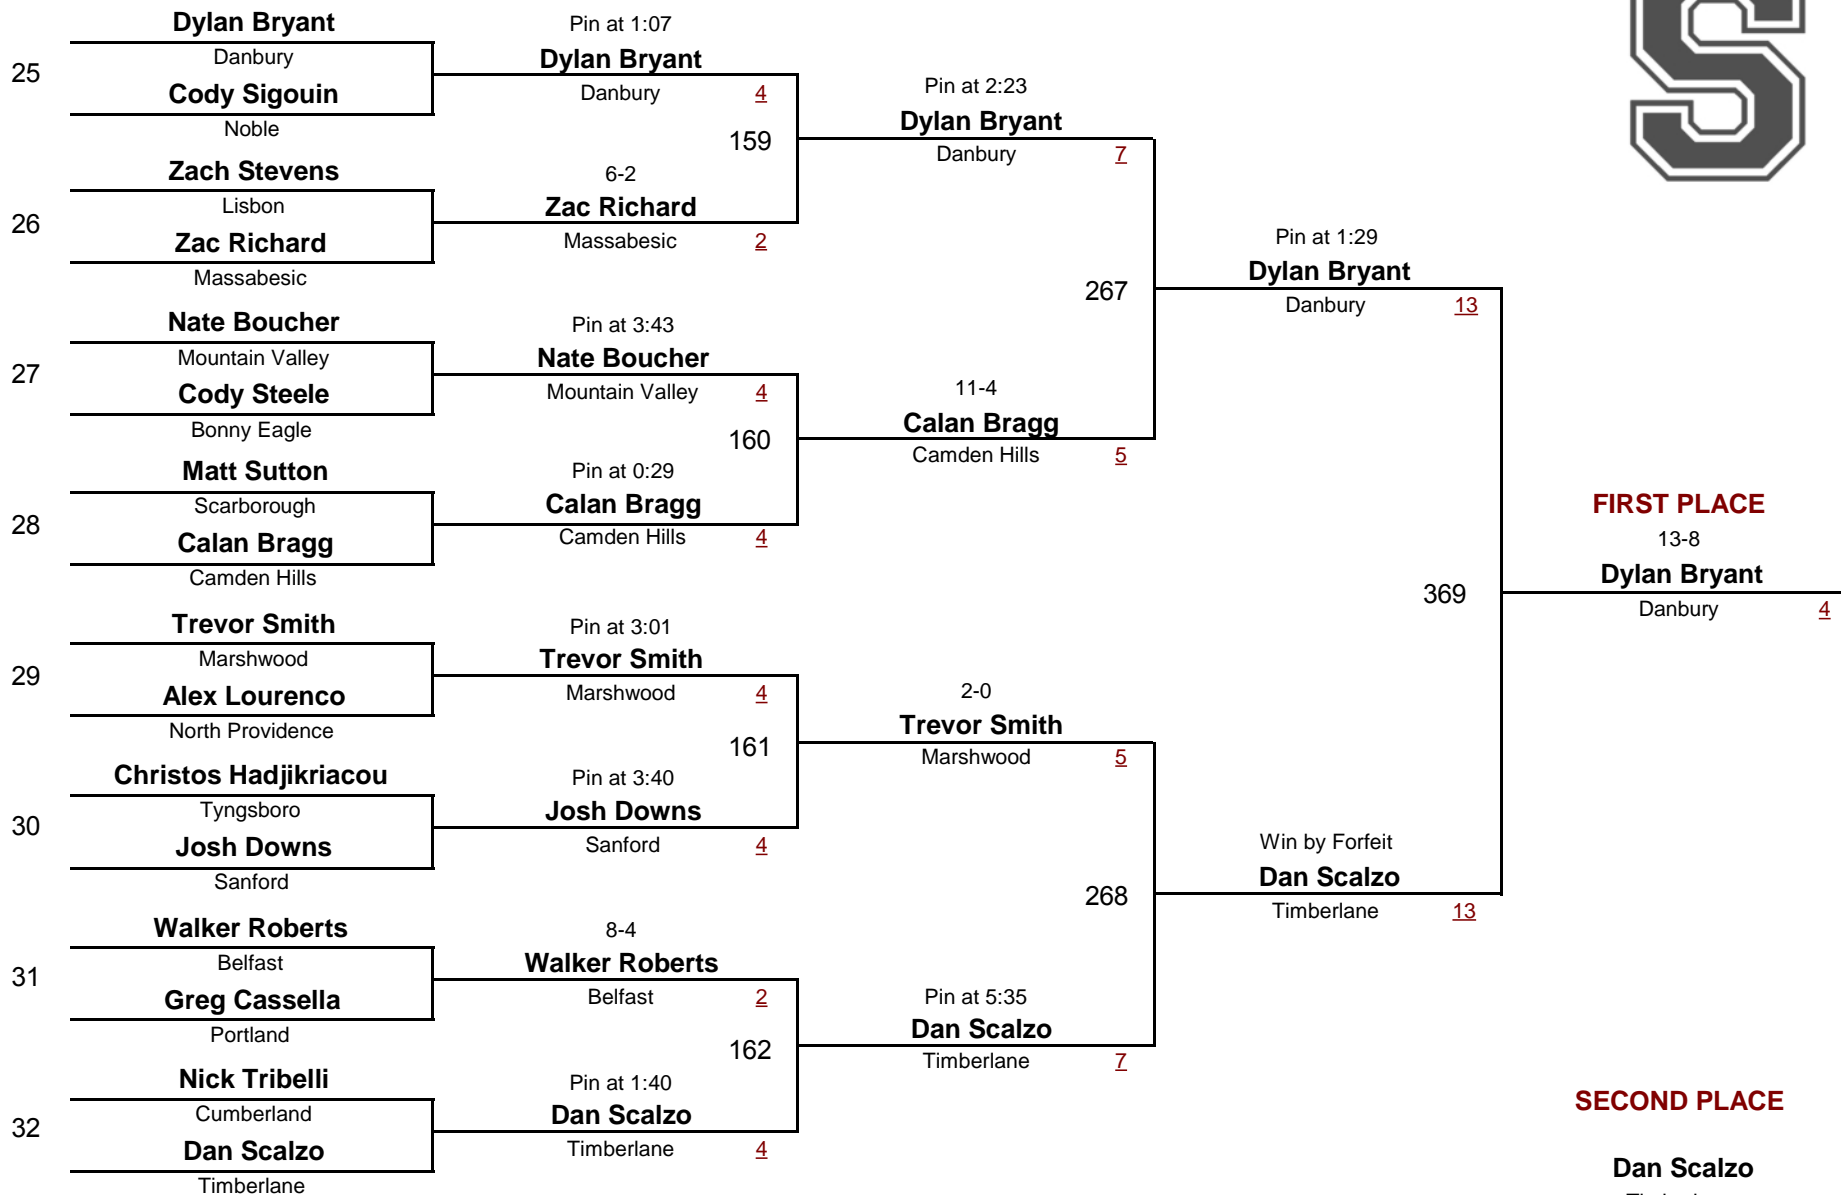 Dylan Bryant
25
Danbury
Cody Sigouin
Noble
Zach Stevens
26
Lisbon
Zac Richard
Massabesic
Nate Boucher
27
Mountain Valley
Cody Steele
Bonny Eagle
Matt Sutton
28
Scarborough
Calan Bragg
Camden Hills
Trevor Smith
29
Marshwood
Alex Lourenco
North Providence
Christos Hadjikriacou
30
Tyngsboro
Josh Downs
Sanford
Walker Roberts
31
Belfast
Greg Cassella
Portland
Nick Tribelli
32
Cumberland
Dan Scalzo
Timberlane
Pin at 1:07
Dylan Bryant
Danbury 4
159
6-2
Zac Richard
Massabesic 2
Pin at 3:43
Nate Boucher
Mountain Valley 4
160
Pin at 0:29
Calan Bragg
Camden Hills 4
Pin at 3:01
Trevor Smith
Marshwood 4
161
Pin at 3:40
Josh Downs
Sanford 4
8-4
Walker Roberts
Belfast 2
162
Pin at 1:40
Dan Scalzo
Timberlane 4
Pin at 2:23
Dylan Bryant
Danbury 7
267
11-4
Calan Bragg
Camden Hills 5
2-0
Trevor Smith
Marshwood 5
268
Pin at 5:35
Dan Scalzo
Timberlane 7
Pin at 1:29
Dylan Bryant
Danbury 13
369
Win by Forfeit
Dan Scalzo
Timberlane 13
S
FIRST PLACE
13-8
Dylan Bryant
Danbury 4
SECOND PLACE
Dan Scalzo